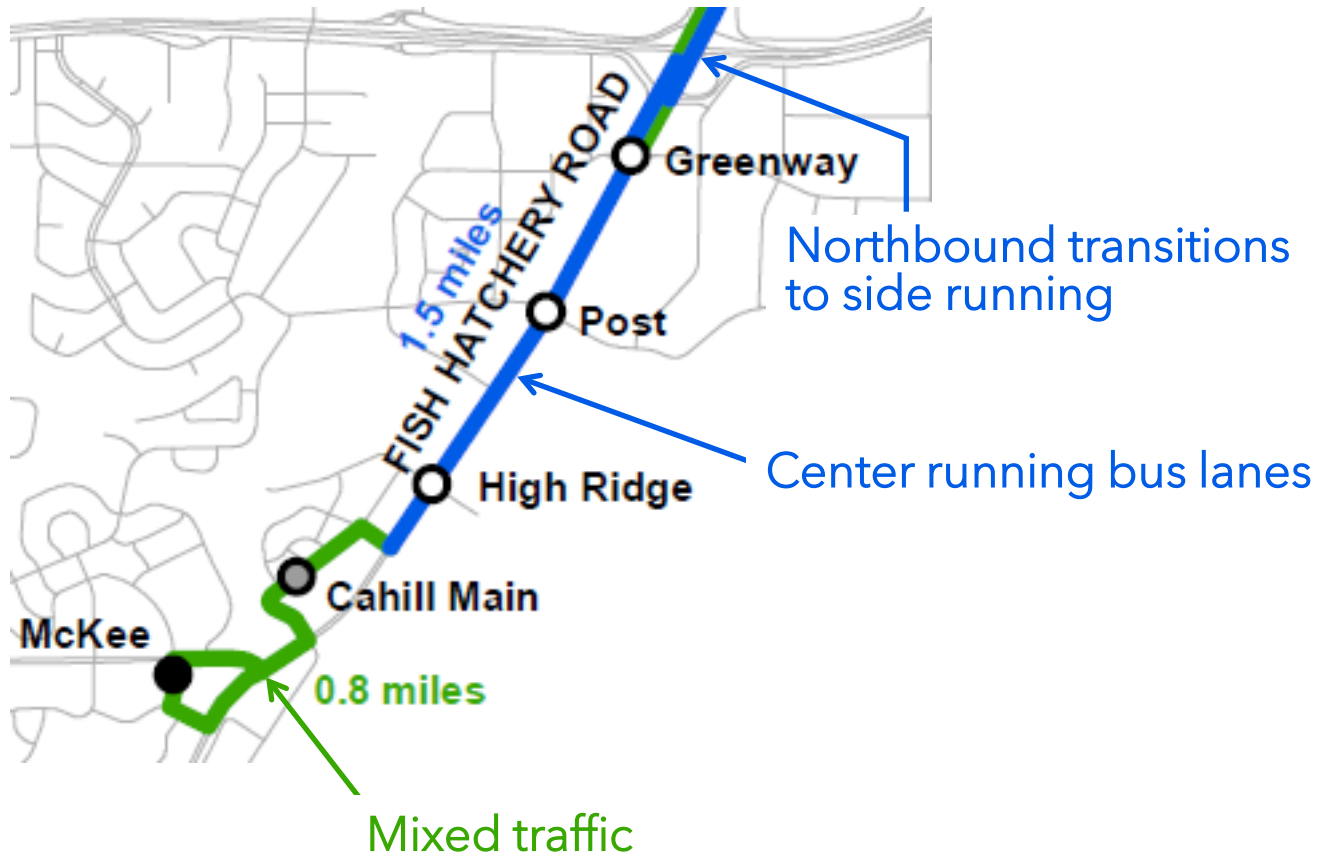 FISH HATCHERY ROAD
1.5 miles
Greenway
Northbound transitions
to side running
Post
Center running bus lanes
High Ridge
Cahill Main
McKee
0.8 miles
Mixed traffic